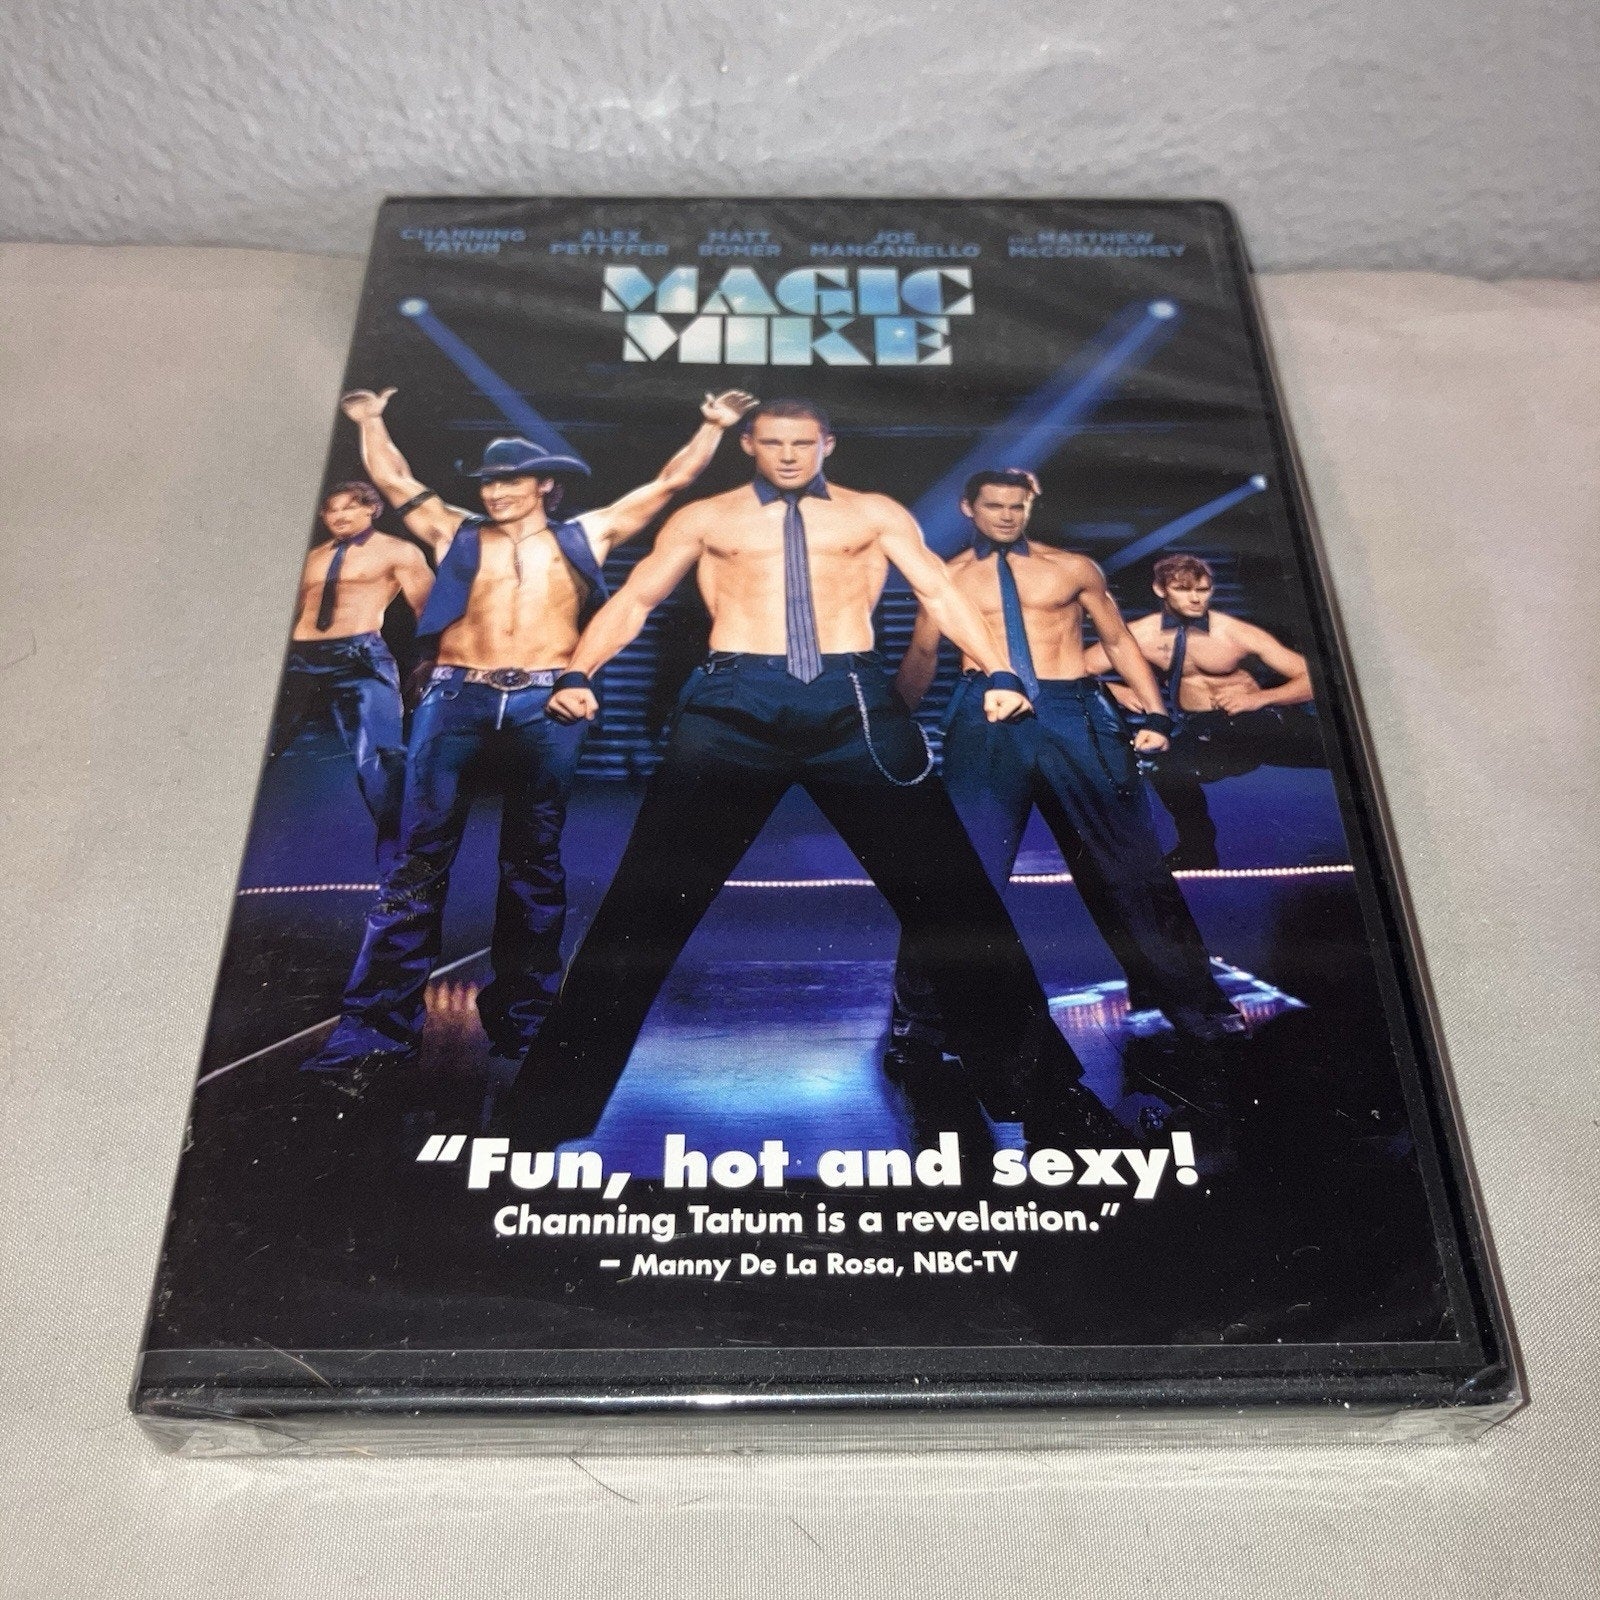 CHANNING ALEX MATT JOE AND MATTHEW
TATUM PETTYFER BOMER MANGANIELLO McCONAUGHEY
MAGIC
MIKE
"Fun, hot and sexy!
Channing Tatum is a revelation."
– Manny De La Rosa, NBC-TV